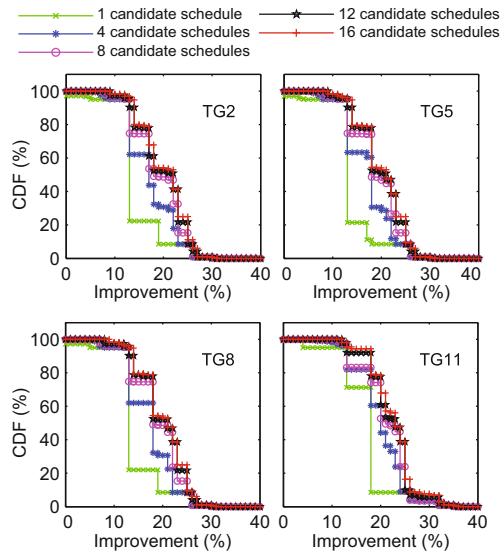 1 candidate schedule
12 candidate schedules
4 candidate schedules
16 candidate schedules
8 candidate schedules
100
80
60
40
20
0
CDF (%)
TG2
0 10 20 30 40
Improvement (%)
TG5
0 10 20 30 40
Improvement (%)
100
80
60
40
20
0
CDF (%)
TG8
0 10 20 30 40
Improvement (%)
TG11
0 10 20 30 40
Improvement (%)